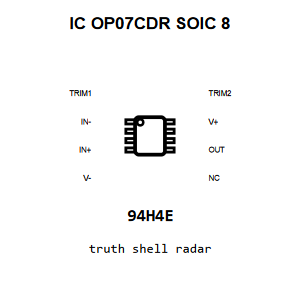 IC OP07CDR SOIC 8
TRIM1 TRIM2
IN- V+
IN+ OUT
V- NC
94H4E
truth shell radar